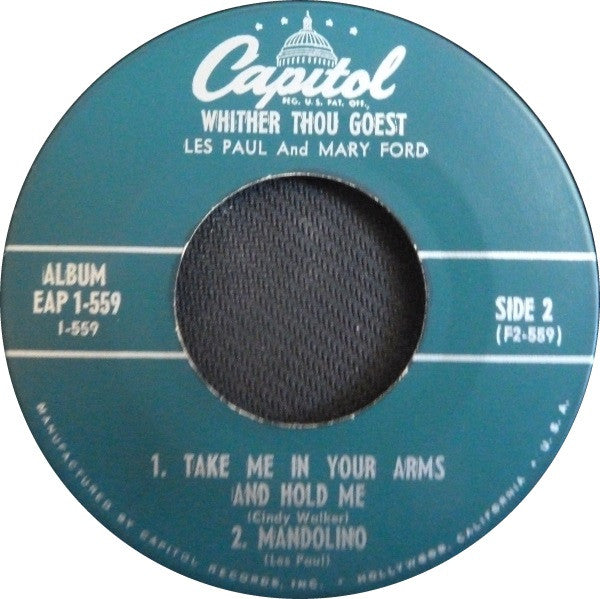 Capitol
REG. U.S. PAT. OFF.,
WHITHER THOU GOEST
LES PAUL And MARY FORD
ALBUM
EAP 1-559
1-559
SIDE 2
(F2-559)
1. TAKE ME IN YOUR ARMS
AND HOLD ME
(Cindy Walker)
2. MANDOLINO
(Les Paul)
MANUFACTURED BY CAPITOL RECORDS, INC. • HOLLYWOOD, CALIFORNIA • U.S.A.